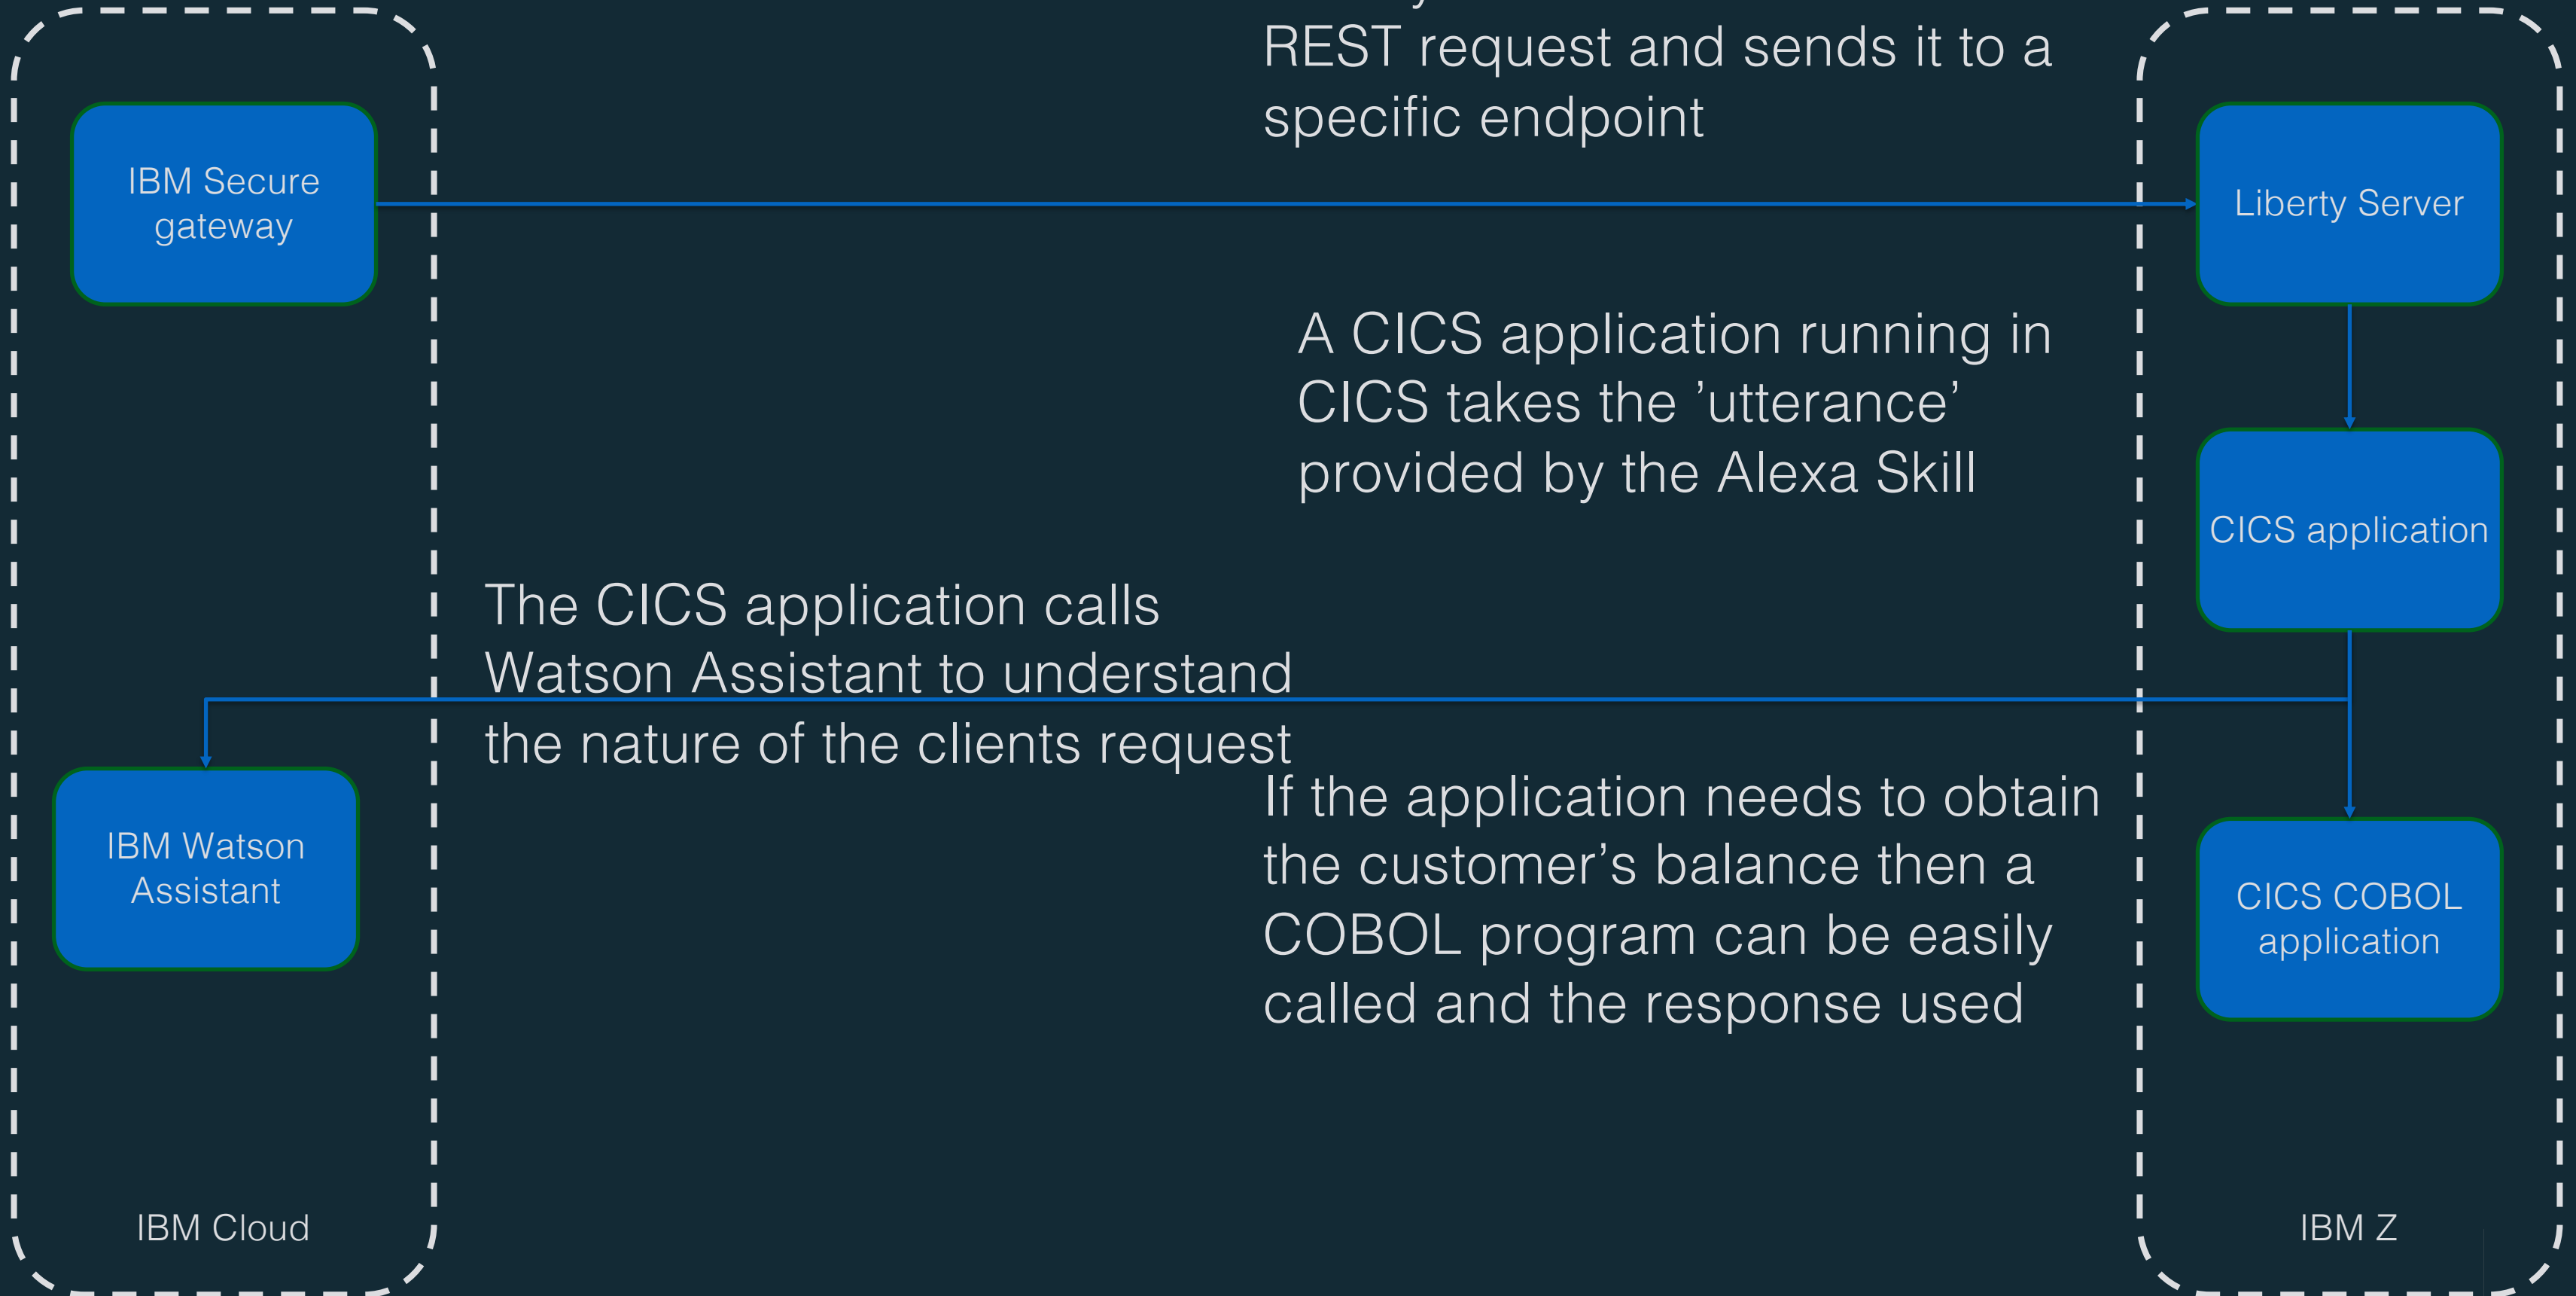 REST request and sends it to a
specific endpoint
IBM Secure
gateway
Liberty Server
A CICS application running in
CICS takes the ’utterance’
provided by the Alexa Skill
CICS application
The CICS application calls
Watson Assistant to understand
the nature of the clients request
IBM Watson
Assistant
If the application needs to obtain
the customer’s balance then a
COBOL program can be easily
called and the response used
CICS COBOL
application
IBM Cloud
IBM Z